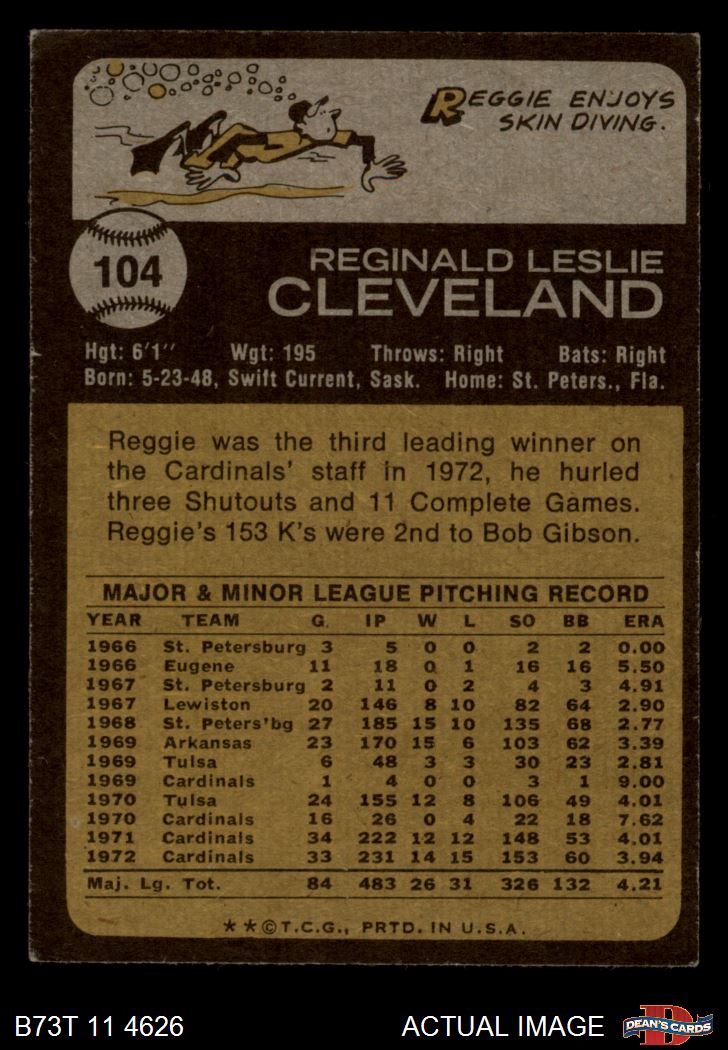 REGGIE ENJOYS
SKIN DIVING.
104
REGINALD LESLIE
CLEVELAND
Hgt: 6'1" Wgt: 195 Throws: Right Bats: Right
Born: 5-23-48, Swift Current, Sask. Home: St. Peters., Fla.
Reggie was the third leading winner on
the Cardinals' staff in 1972, he hurled
three Shutouts and 11 Complete Games.
Reggie's 153 K's were 2nd to Bob Gibson.
MAJOR & MINOR LEAGUE PITCHING RECORD
YEAR TEAM G. IP W L SO BB ERA
1966 St. Petersburg 3 5 0 0 2 2 0.00
1966 Eugene 11 18 0 1 16 16 5.50
1967 St. Petersburg 2 11 0 2 4 3 4.91
1967 Lewiston 20 146 8 10 82 64 2.90
1968 St. Peters'bg 27 185 15 10 135 68 2.77
1969 Arkansas 23 170 15 6 103 62 3.39
1969 Tulsa 6 48 3 3 30 23 2.81
1969 Cardinals 1 4 0 0 3 1 9.00
1970 Tulsa 24 155 12 8 106 49 4.01
1970 Cardinals 16 26 0 4 22 18 7.62
1971 Cardinals 34 222 12 12 148 53 4.01
1972 Cardinals 33 231 14 15 153 60 3.94
Maj. Lg. Tot. 84 483 26 31 326 132 4.21
★★©T.C.G., PRTD. IN U.S.A.
B73T 11 4626 ACTUAL IMAGE DEAN'S CARDS